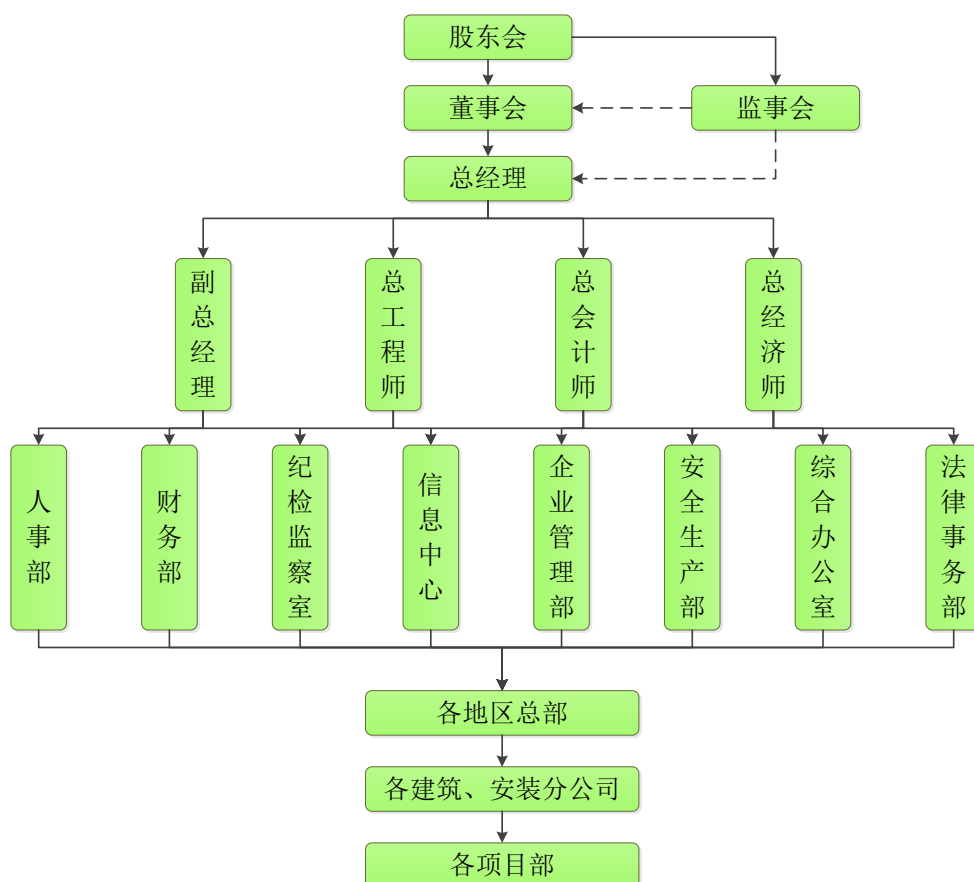 股东会
董事会
监事会
总经理
副总经理
总工程师
总会计师
总经济师
人事部
财务部
纪检监察室
信息中心
企业管理部
安全生产部
综合办公室
法律事务部
各地区总部
各建筑、安装分公司
各项目部